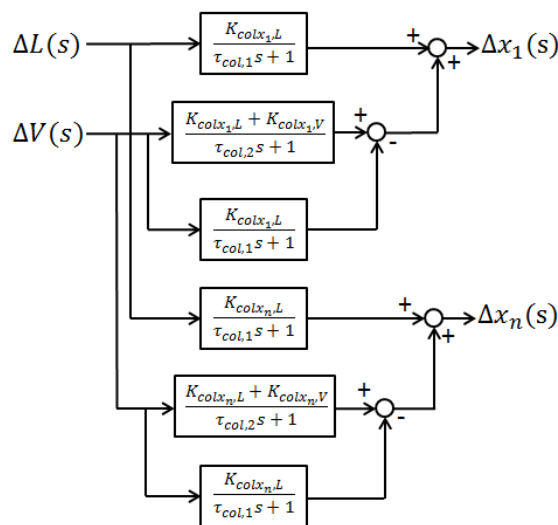 ΔL(s)
K_{colx_1,L}
τ_{col,1}s + 1
+
+
Δx_1(s)
ΔV(s)
K_{colx_1,L} + K_{colx_1,V}
τ_{col,2}s + 1
+
-
K_{colx_1,L}
τ_{col,1}s + 1
K_{colx_n,L}
τ_{col,1}s + 1
+
+
Δx_n(s)
K_{colx_n,L} + K_{colx_n,V}
τ_{col,2}s + 1
+
-
K_{colx_n,L}
τ_{col,1}s + 1